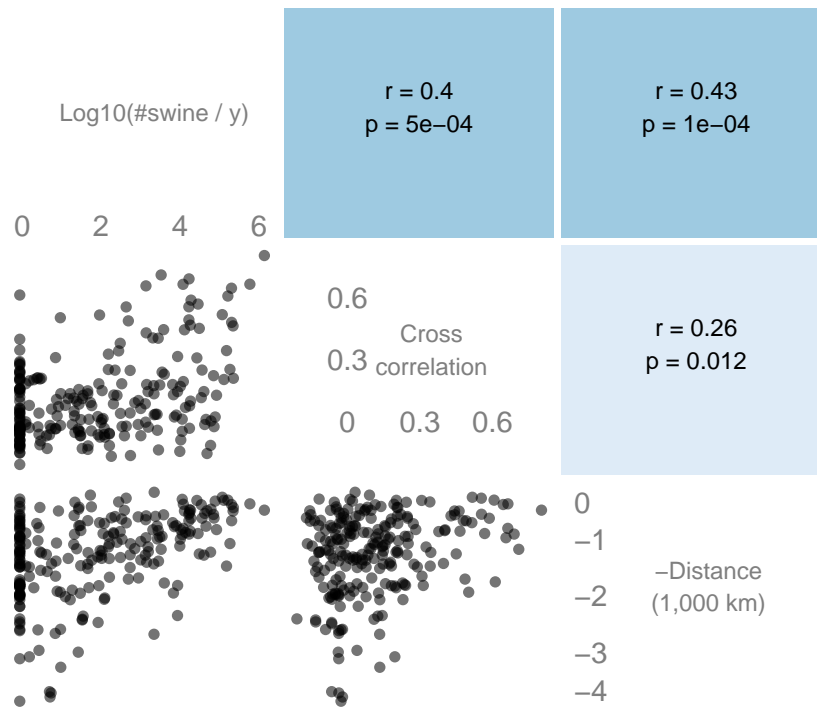 Log10(#swine / y)
0 2 4 6
r = 0.4
p = 5e−04
r = 0.43
p = 1e−04
0.6
0.3
Cross
correlation
0 0.3 0.6
r = 0.26
p = 0.012
0
−1
−2
−3
−4
−Distance
(1,000 km)